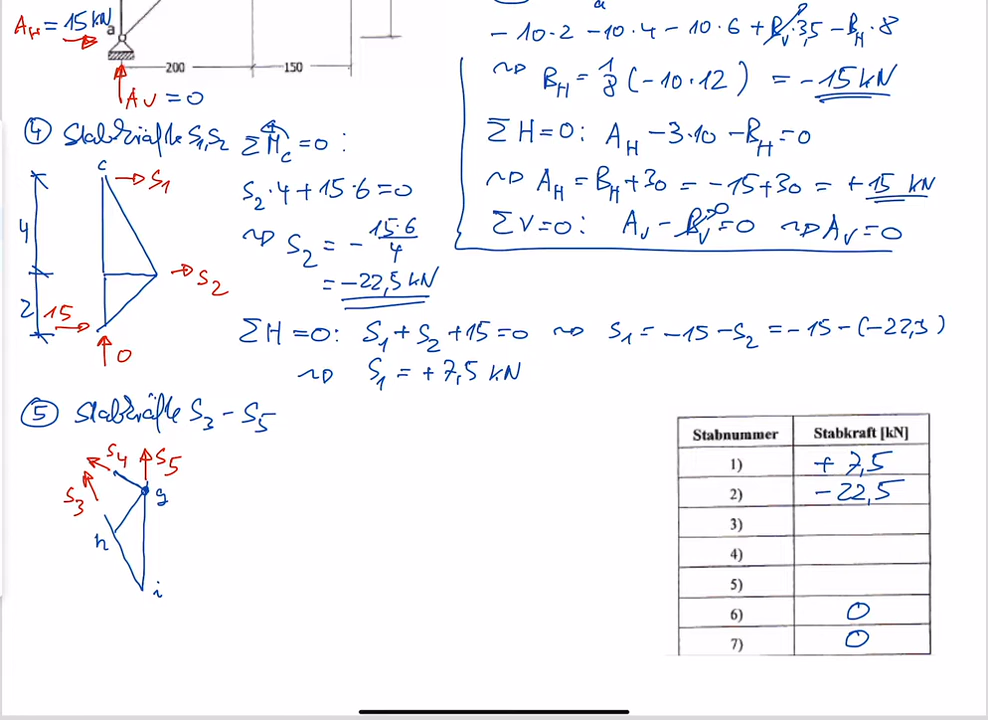 A_H = 15 kN
a
200
150
A_V = 0
a
- 10·2 - 10·4 - 10·6 + B_V·3,5 - B_H·8
0
⇝ B_H = 1/8 (-10·12) = -15 kN
ΣH=0: A_H - 3·10 - B_H = 0
⇝ A_H = B_H + 30 = -15+30 = +15 kN
ΣV=0: A_V - B_V = 0 ⇝ A_V = 0
0
④ Stabkräfte S1, S2 ΣM_c = 0 :
c
S1
4
S2
2
15
0
S2·4 + 15·6 = 0
⇝ S2 = - 15·6/4
= -22,5 kN
ΣH=0: S1 + S2 + 15 = 0 ⇝ S1 = -15 - S2 = -15 - (-22,5)
⇝ S1 = +7,5 kN
⑤ Stabkräfte S3 - S5
S4
S5
S3
g
h
i
Stabnummer Stabkraft [kN]
1) +7,5
2) -22,5
3)
4)
5)
6) 0
7) 0